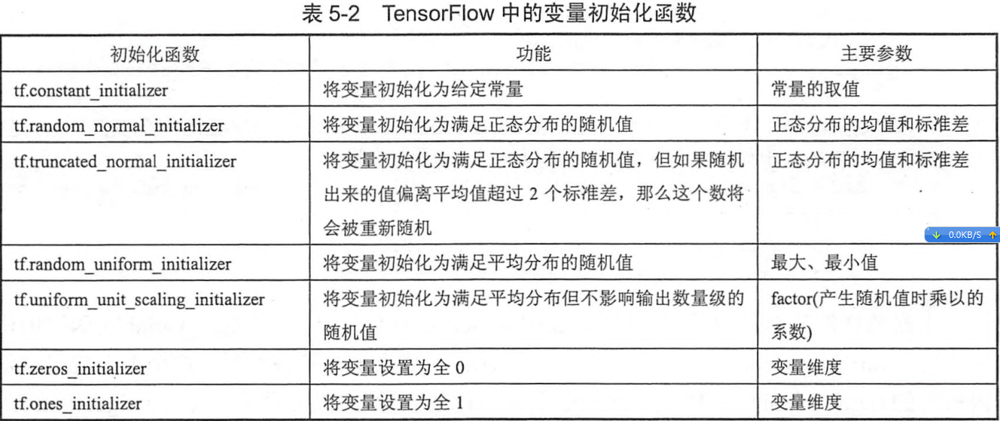 表 5-2 TensorFlow 中的变量初始化函数
初始化函数 功能 主要参数
tf.constant_initializer 将变量初始化为给定常量 常量的取值
tf.random_normal_initializer 将变量初始化为满足正态分布的随机值 正态分布的均值和标准差
tf.truncated_normal_initializer 将变量初始化为满足正态分布的随机值，但如果随机 正态分布的均值和标准差
出来的值偏离平均值超过 2 个标准差，那么这个数将
会被重新随机
0.0KB/S
tf.random_uniform_initializer 将变量初始化为满足平均分布的随机值 最大、最小值
tf.uniform_unit_scaling_initializer 将变量初始化为满足平均分布但不影响输出数量级的 factor(产生随机值时乘以的
随机值 系数)
tf.zeros_initializer 将变量设置为全 0 变量维度
tf.ones_initializer 将变量设置为全 1 变量维度